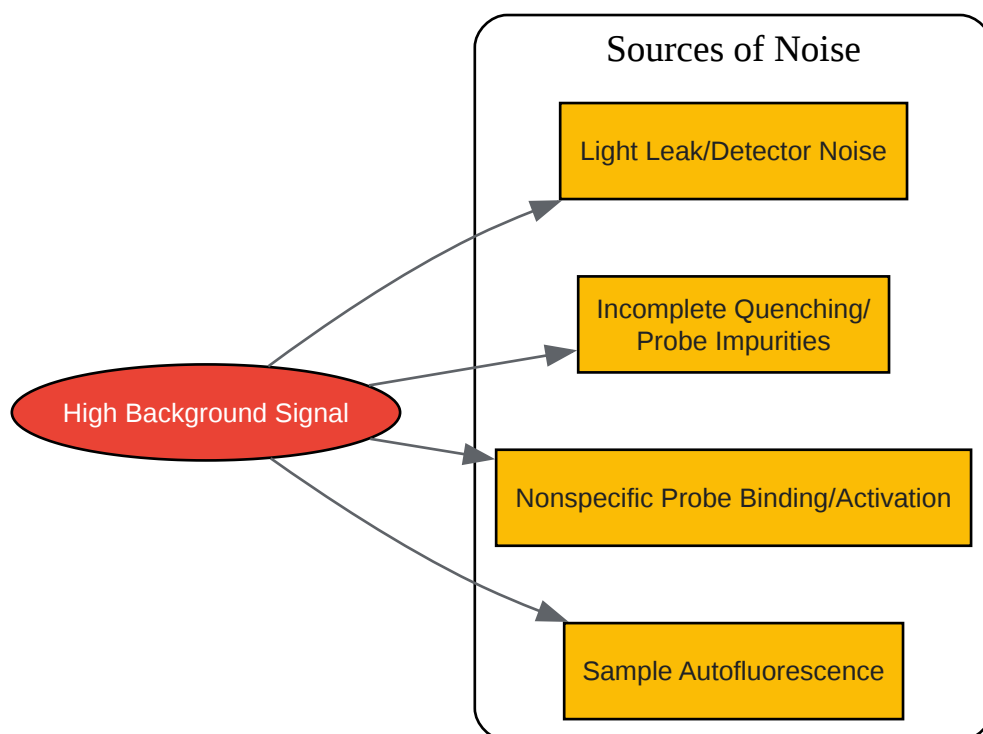 Sources of Noise
Light Leak/Detector Noise
Incomplete Quenching/
Probe Impurities
High Background Signal
Nonspecific Probe Binding/Activation
Sample Autofluorescence